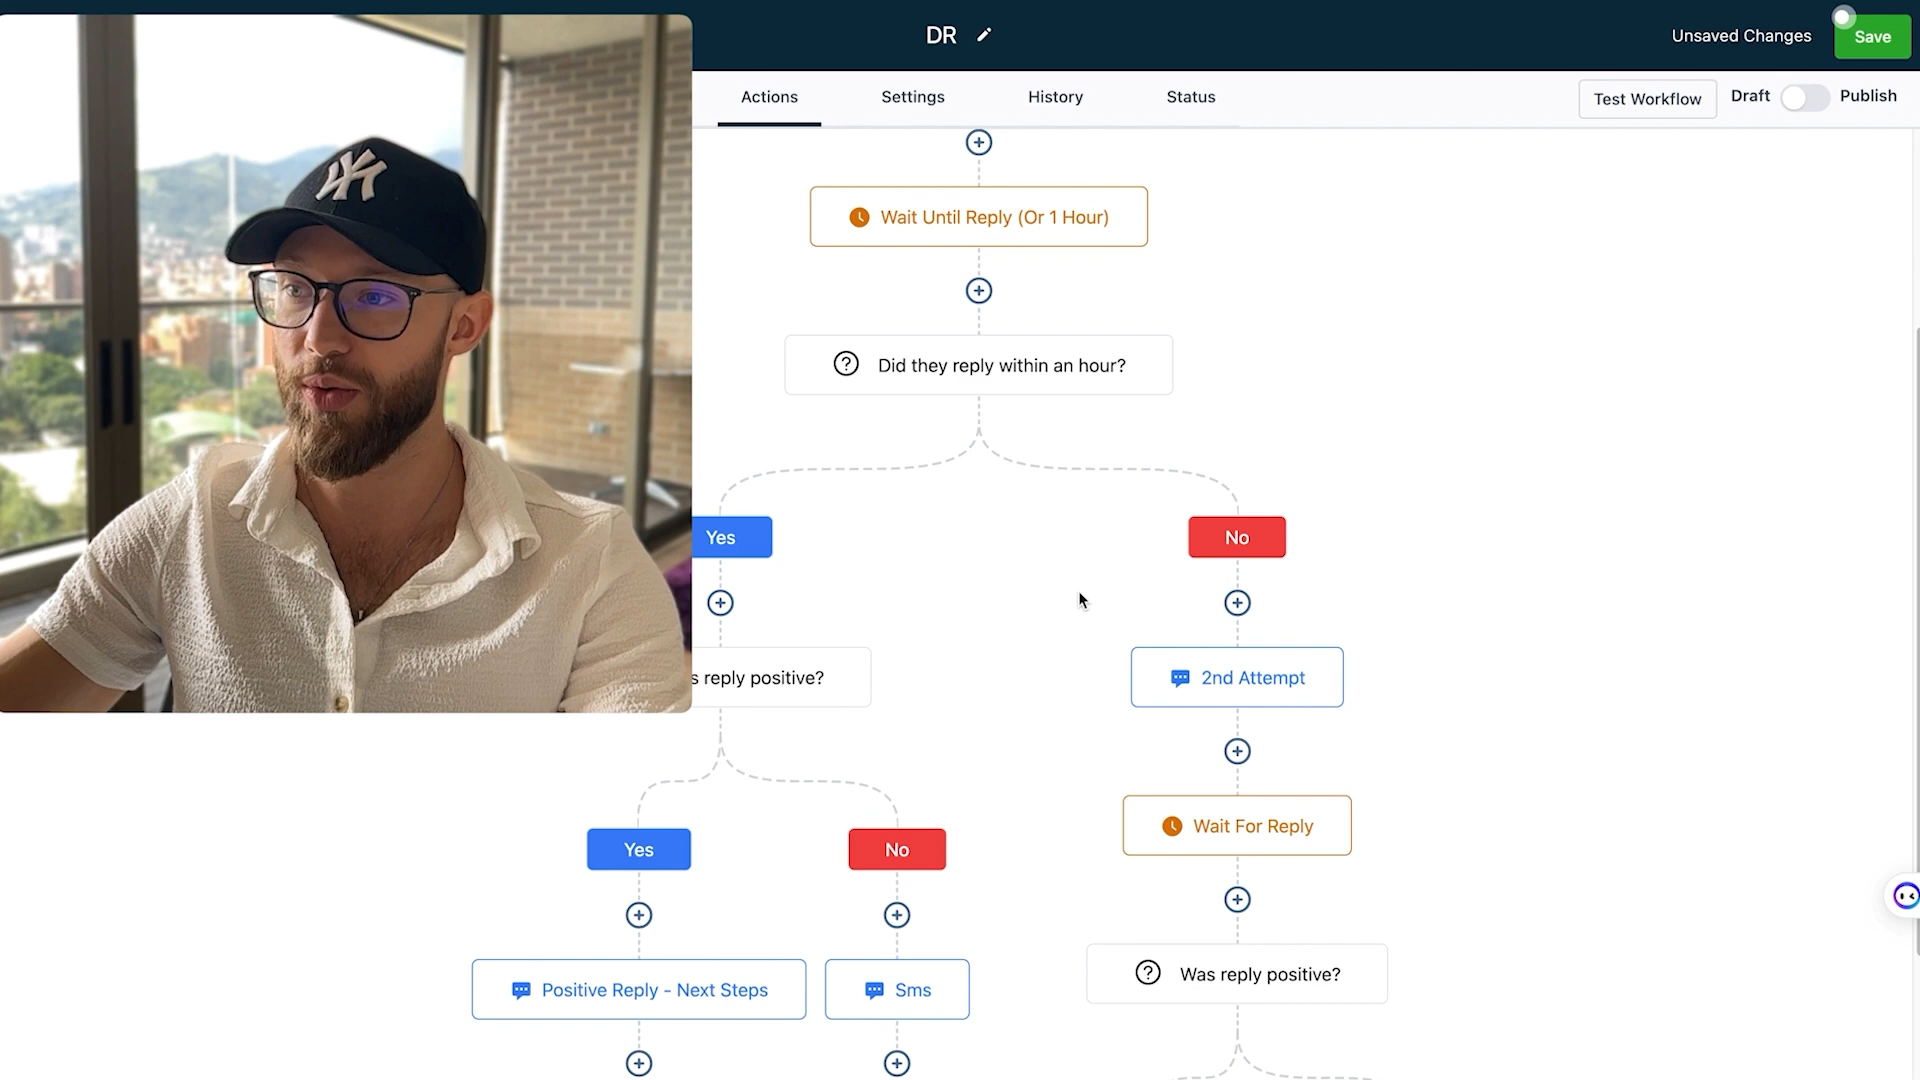 DR
Unsaved Changes
Save
Actions
Settings
History
Status
Test Workflow
Draft
Publish
Wait Until Reply (Or 1 Hour)
Did they reply within an hour?
Yes
No
s reply positive?
2nd Attempt
Wait For Reply
Yes
No
Was reply positive?
Positive Reply - Next Steps
Sms
NY